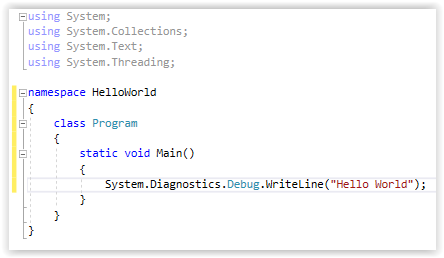 using System;
using System.Collections;
using System.Text;
using System.Threading;
namespace HelloWorld
{
class Program
{
static void Main()
{
System.Diagnostics.Debug.WriteLine("Hello World");
}
}
}